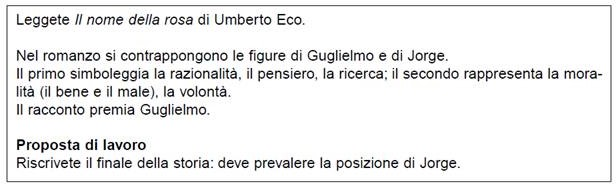 Leggete Il nome della rosa di Umberto Eco.
Nel romanzo si contrappongono le figure di Guglielmo e di Jorge.
Il primo simboleggia la razionalità, il pensiero, la ricerca; il secondo rappresenta la mora-
lità (il bene e il male), la volontà.
Il racconto premia Guglielmo.
Proposta di lavoro
Riscrivete il finale della storia: deve prevalere la posizione di Jorge.